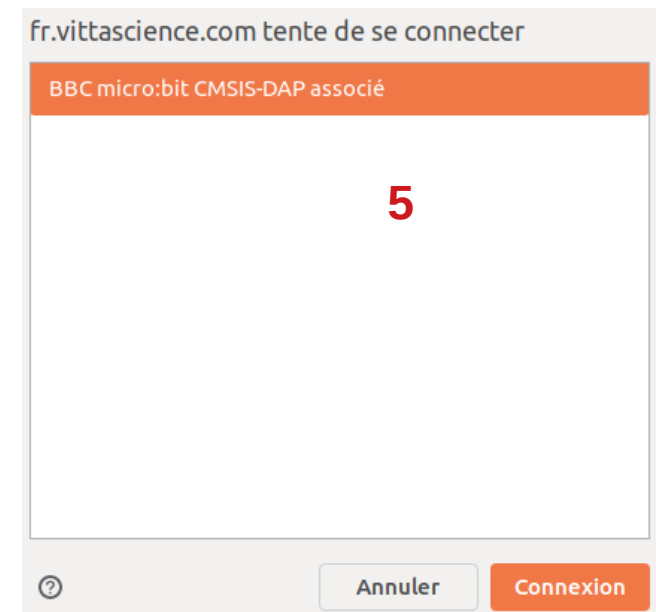 fr.vittascience.com tente de se connecter
BBC micro:bit CMSIS-DAP associé
5
Annuler
Connexion